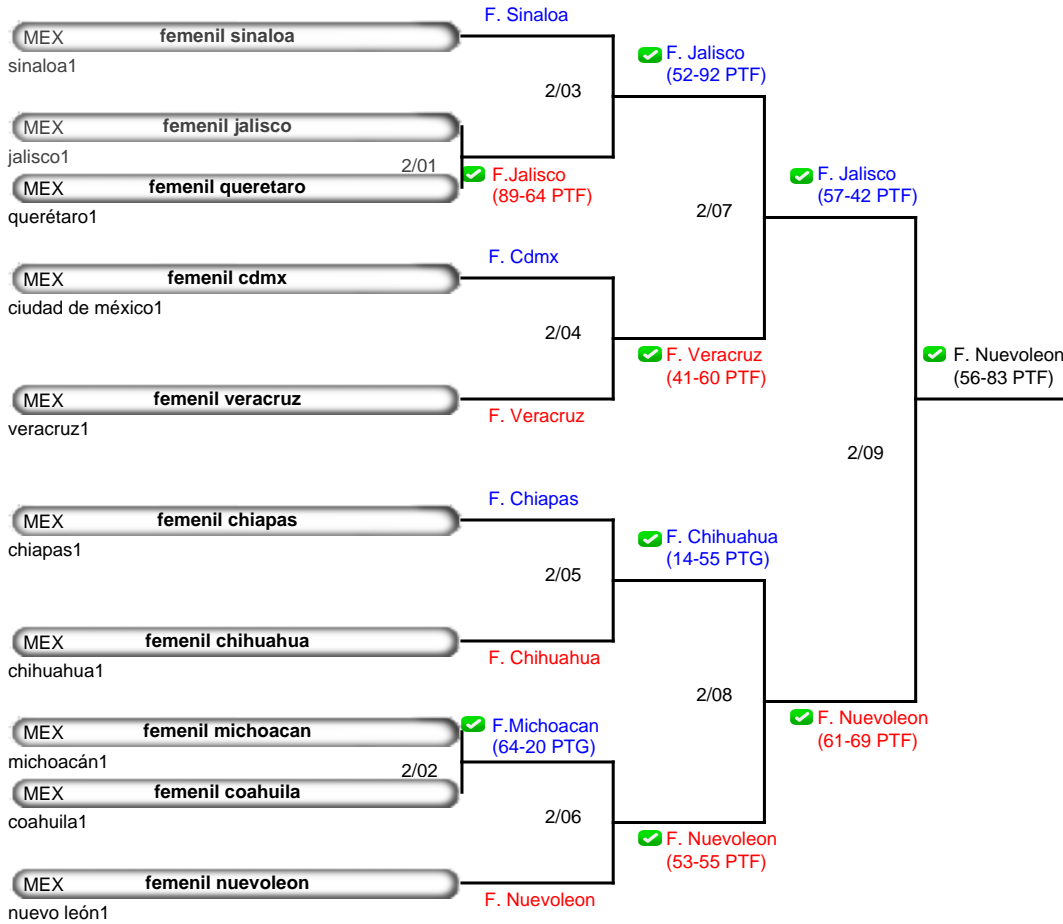 F. Sinaloa
MEX femenil sinaloa
sinaloa1
F. Jalisco
(52-92 PTF)
2/03
MEX femenil jalisco
jalisco1
2/01
F.Jalisco
(89-64 PTF)
MEX femenil queretaro
querétaro1
F. Jalisco
(57-42 PTF)
2/07
F. Cdmx
MEX femenil cdmx
ciudad de méxico1
2/04
F. Veracruz
(41-60 PTF)
MEX femenil veracruz
veracruz1
F. Veracruz
F. Nuevoleon
(56-83 PTF)
2/09
F. Chiapas
MEX femenil chiapas
chiapas1
F. Chihuahua
(14-55 PTG)
2/05
MEX femenil chihuahua
chihuahua1
F. Chihuahua
2/08
F. Nuevoleon
(61-69 PTF)
MEX femenil michoacan
michoacán1
F.Michoacan
(64-20 PTG)
2/02
MEX femenil coahuila
coahuila1
2/06
F. Nuevoleon
(53-55 PTF)
MEX femenil nuevoleon
nuevo león1
F. Nuevoleon